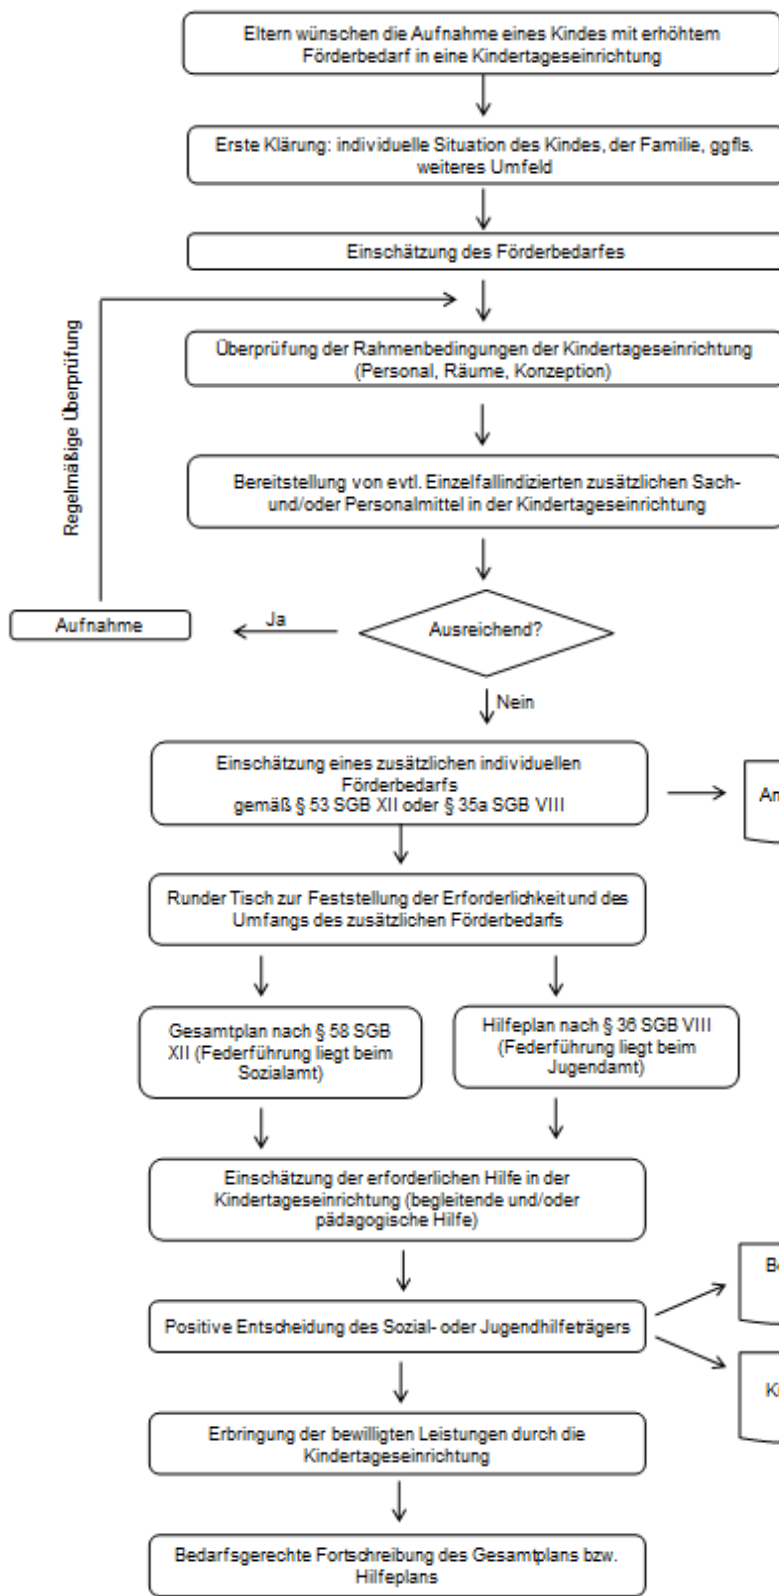 Eltern wünschen die Aufnahme eines Kindes mit erhöhtem
Förderbedarf in eine Kindertageseinrichtung
Erste Klärung: individuelle Situation des Kindes, der Familie, ggfls.
weiteres Umfeld
Einschätzung des Förderbedarfes
Regelmäßige Überprüfung
Überprüfung der Rahmenbedingungen der Kindertageseinrichtung
(Personal, Räume, Konzeption)
Bereitstellung von evtl. Einzelfallindizierten zusätzlichen Sach-
und/oder Personalmittel in der Kindertageseinrichtung
Aufnahme
Ja
Ausreichend?
Nein
Einschätzung eines zusätzlichen individuellen
Förderbedarfs
gemäß § 53 SGB XII oder § 35a SGB VIII
Runder Tisch zur Feststellung der Erforderlichkeit und des
Umfangs des zusätzlichen Förderbedarfs
Gesamtplan nach § 58 SGB
XII (Federführung liegt beim
Sozialamt)
Hilfeplan nach § 36 SGB VIII
(Federführung liegt beim
Jugendamt)
Einschätzung der erforderlichen Hilfe in der
Kindertageseinrichtung (begleitende und/oder
pädagogische Hilfe)
Positive Entscheidung des Sozial- oder Jugendhilfeträgers
Erbringung der bewilligten Leistungen durch die
Kindertageseinrichtung
Bedarfsgerechte Fortschreibung des Gesamtplans bzw.
Hilfeplans